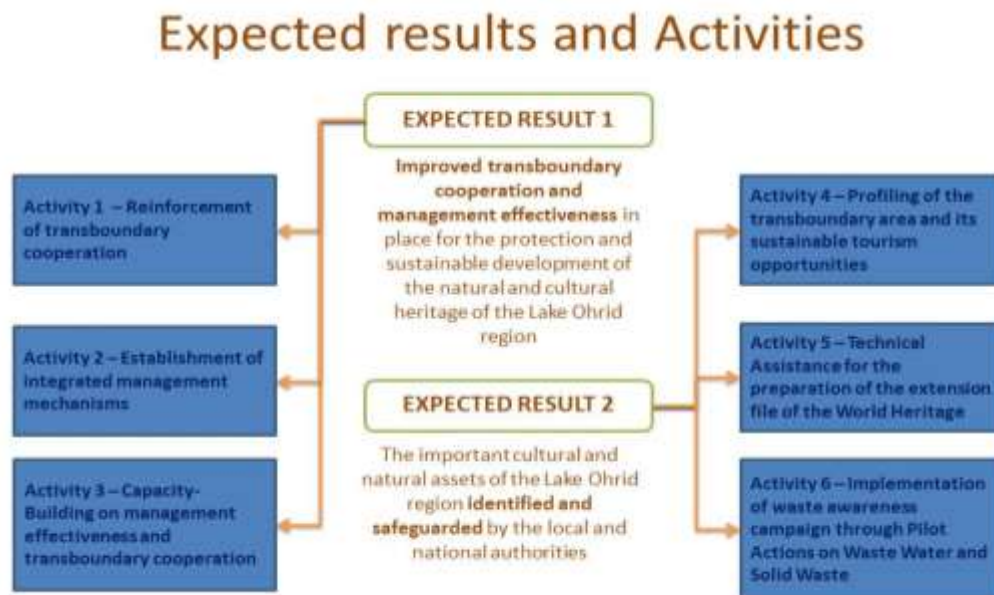 Expected results and Activities
EXPECTED RESULT 1
Improved transboundary
cooperation and
management effectiveness in
place for the protection and
sustainable development of
the natural and cultural
heritage of the Lake Ohrid
region
Activity 1 – Reinforcement
of transboundary
cooperation
Activity 2 – Establishment of
integrated management
mechanisms
Activity 3 – Capacity-
Building on management
effectiveness and
transboundary cooperation
EXPECTED RESULT 2
The important cultural and
natural assets of the Lake Ohrid
region identified and
safeguarded by the local and
national authorities
Activity 4 – Profiling of the
transboundary area and its
sustainable tourism
opportunities
Activity 5 – Technical
Assistance for the
preparation of the extension
file of the World Heritage
Activity 6 – Implementation
of waste awareness
campaign through Pilot
Actions on Waste Water and
Solid Waste